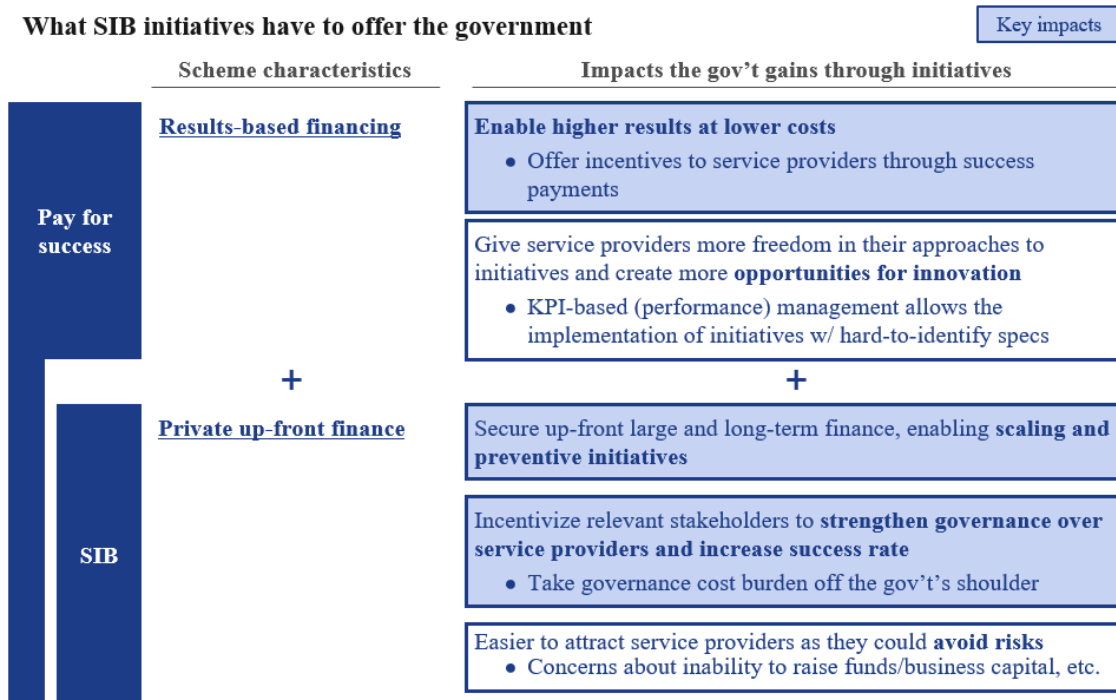 What SIB initiatives have to offer the government
Key impacts
Scheme characteristics
Impacts the gov't gains through initiatives
Pay for
success
Results-based financing
Enable higher results at lower costs
● Offer incentives to service providers through success
payments
Give service providers more freedom in their approaches to
initiatives and create more opportunities for innovation
● KPI-based (performance) management allows the
implementation of initiatives w/ hard-to-identify specs
+
+
SIB
Private up-front finance
Secure up-front large and long-term finance, enabling scaling and
preventive initiatives
Incentivize relevant stakeholders to strengthen governance over
service providers and increase success rate
● Take governance cost burden off the gov't's shoulder
Easier to attract service providers as they could avoid risks
● Concerns about inability to raise funds/business capital, etc.